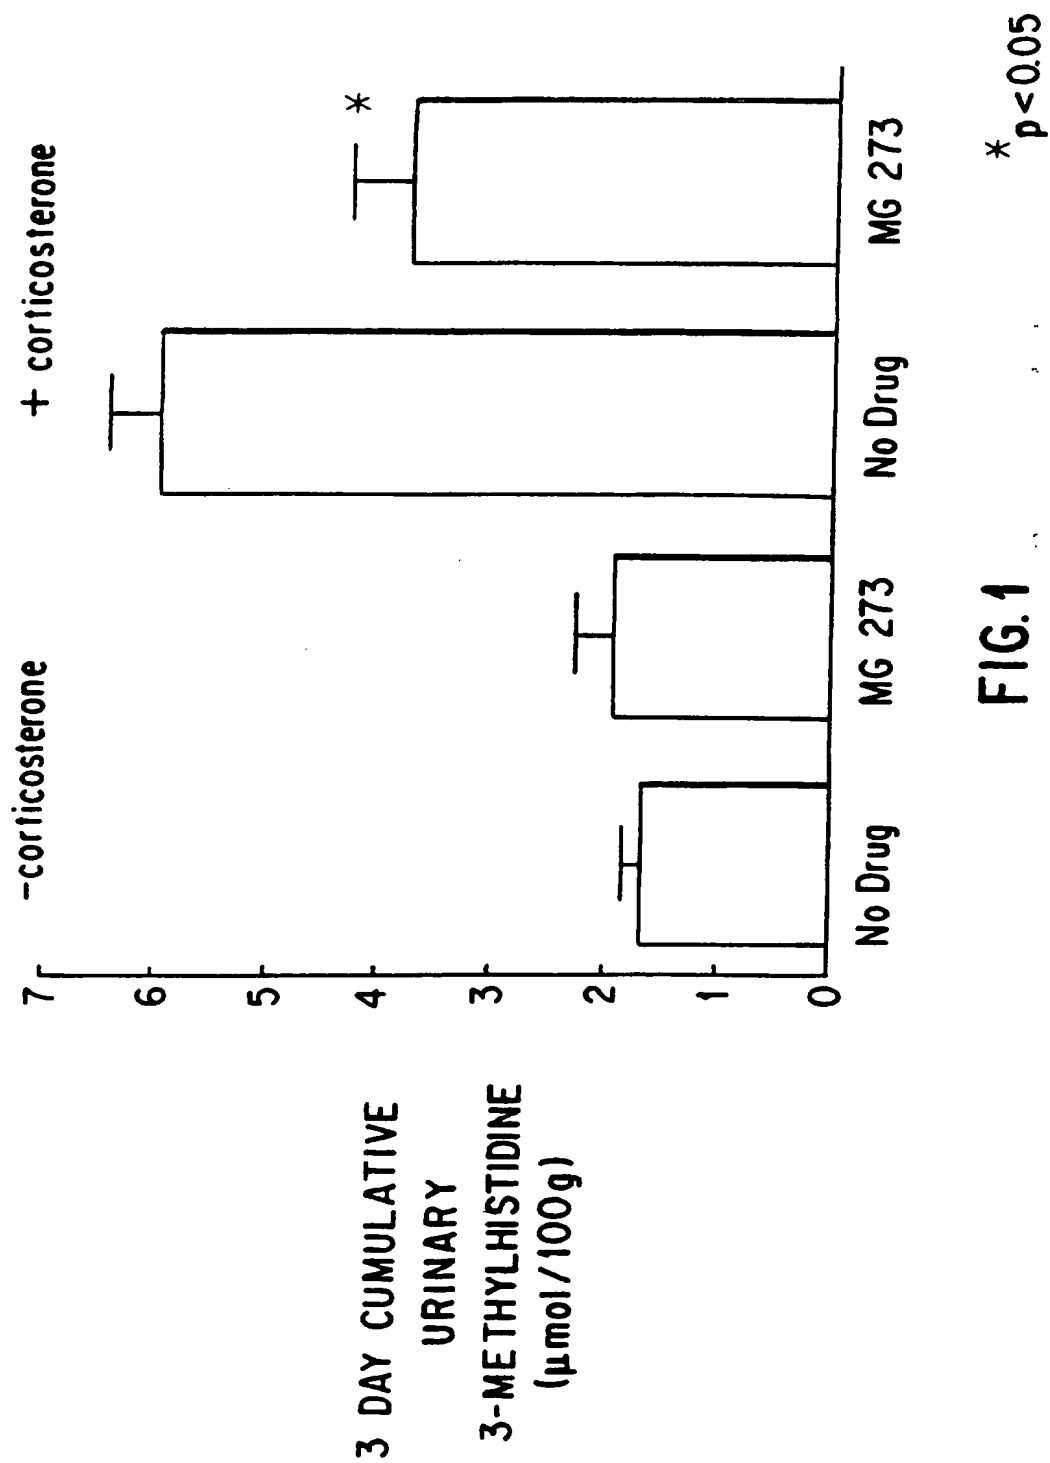 -corticosterone
+ corticosterone
7
6
5
4
3
2
1
0
3 DAY CUMULATIVE
URINARY
3-METHYLHISTIDINE
(μmol/100g)
*
No Drug
MG 273
No Drug
MG 273
* p<0.05
FIG. 1